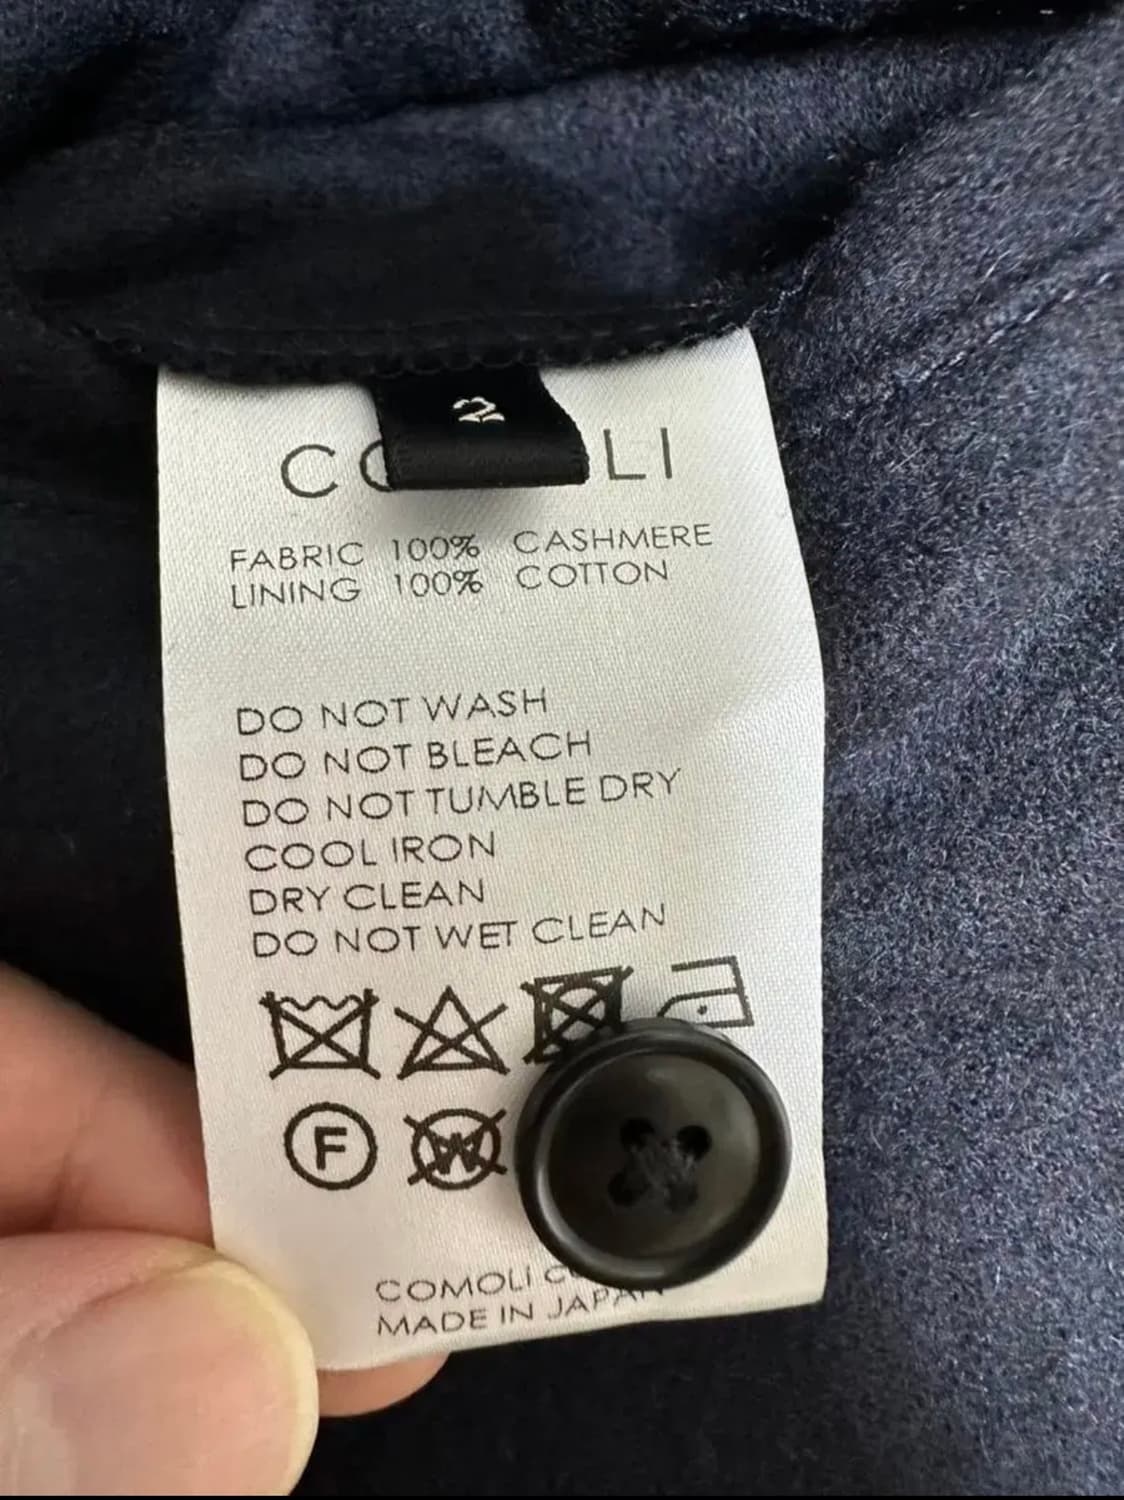 2
FABRIC 100% CASHMERE
LINING 100% COTTON
DO NOT WASH
DO NOT BLEACH
DO NOT TUMBLE DRY
COOL IRON
DRY CLEAN
DO NOT WET CLEAN
F W
COMOLI
MADE IN JAPAN